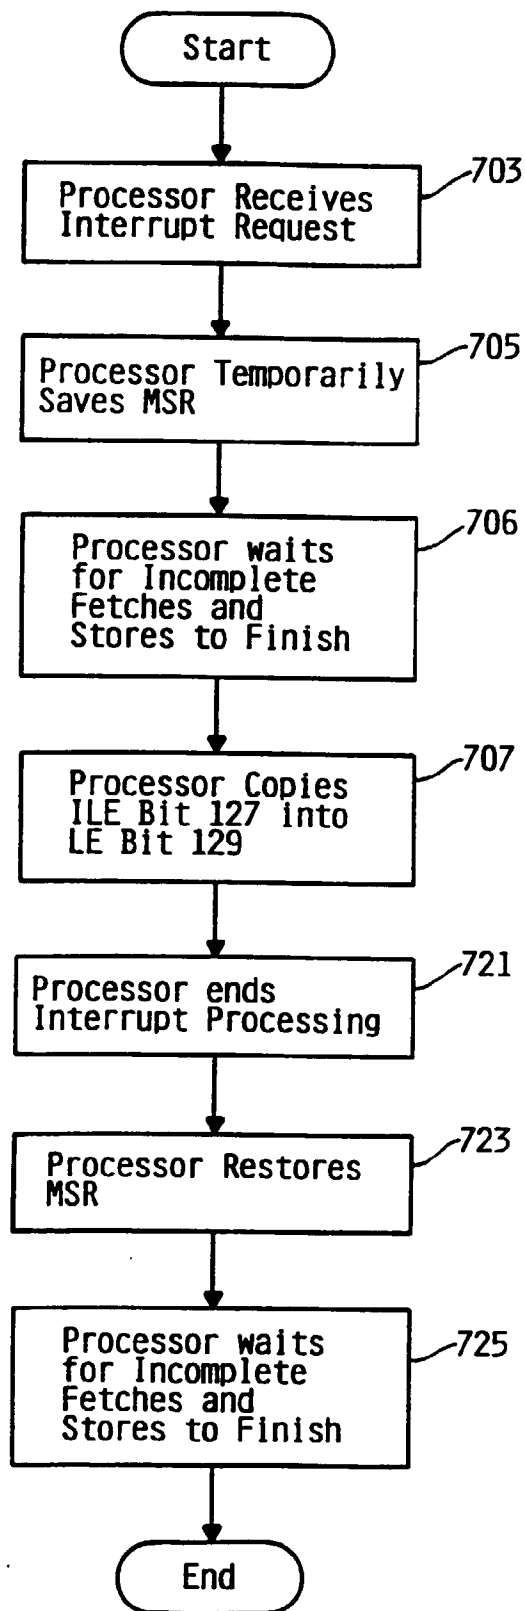 Start
703
Processor Receives
Interrupt Request
705
Processor Temporarily
Saves MSR
706
Processor waits
for Incomplete
Fetches and
Stores to Finish
707
Processor Copies
ILE Bit 127 into
LE Bit 129
721
Processor ends
Interrupt Processing
723
Processor Restores
MSR
725
Processor waits
for Incomplete
Fetches and
Stores to Finish
End